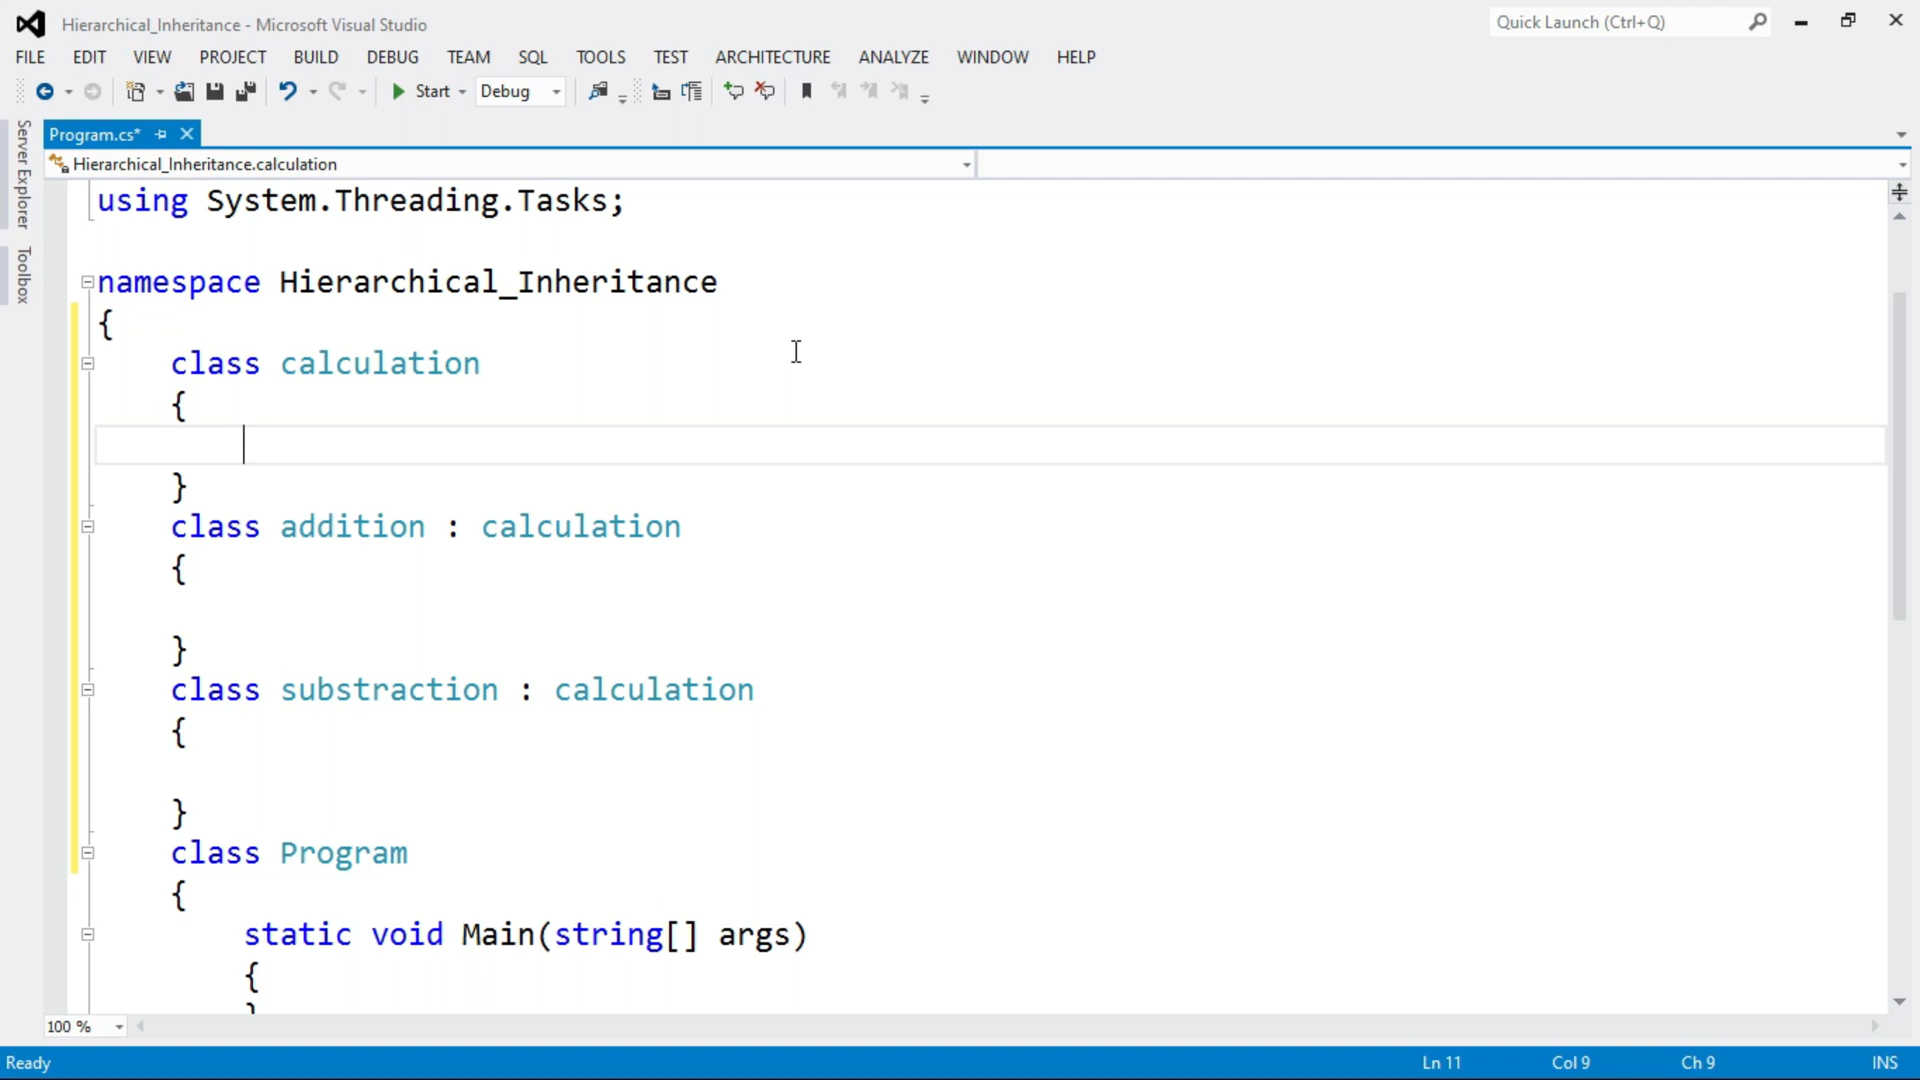 Hierarchical_Inheritance - Microsoft Visual Studio
Quick Launch (Ctrl+Q)
FILE EDIT VIEW PROJECT BUILD DEBUG TEAM SQL TOOLS TEST ARCHITECTURE ANALYZE WINDOW HELP
Start Debug
Server Explorer
Toolbox
Program.cs*
Hierarchical_Inheritance.calculation
using System.Threading.Tasks;
namespace Hierarchical_Inheritance
{
class calculation
{
}
class addition : calculation
{
}
class substraction : calculation
{
}
class Program
{
static void Main(string[] args)
{
}
100 %
Ready Ln 11 Col 9 Ch 9 INS